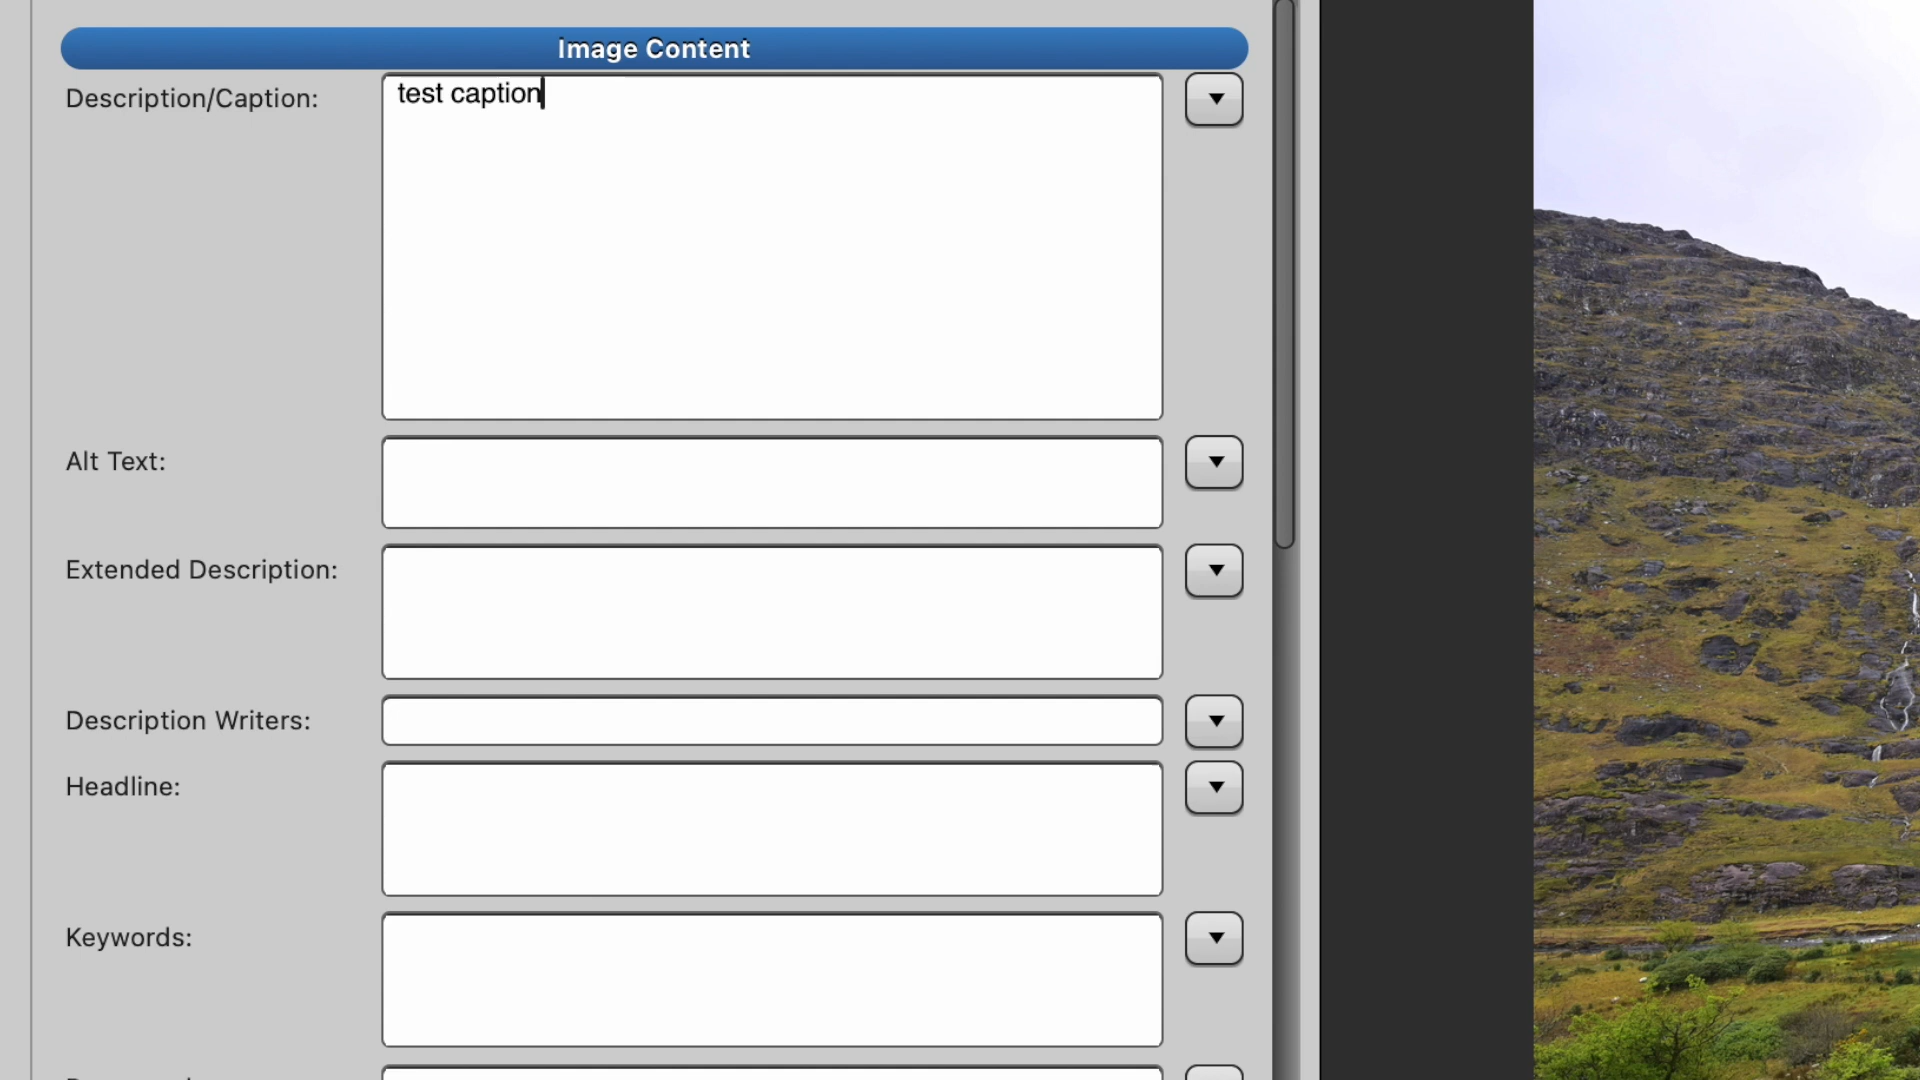 Image Content
Description/Caption:
test caption
Alt Text:
Extended Description:
Description Writers:
Headline:
Keywords: